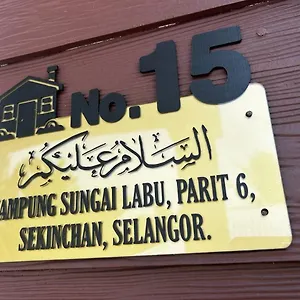 No. 15
السلام عليكم
KAMPUNG SUNGAI LABU, PARIT 6,
SEKINCHAN, SELANGOR.